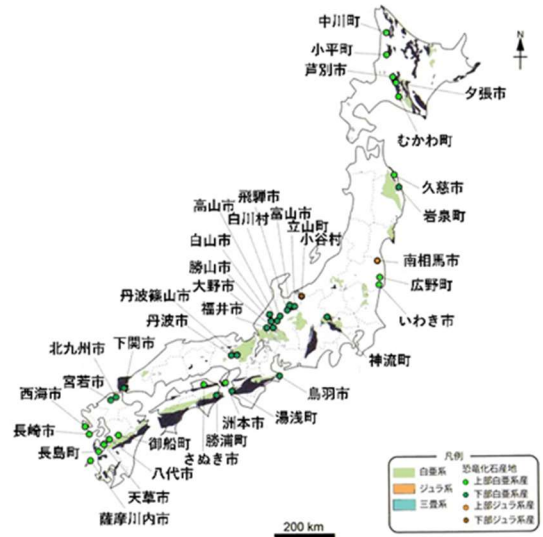 中川町
小平町
芦別市
夕張市
むかわ町
N
久慈市
岩泉町
南相馬市
広野町
いわき市
神流町
飛騨市
高山市
富山市
白川村
立山町
小谷村
白山市
勝山市
大野市
福井市
丹波篠山市
丹波市
下関市
北九州市
宮若市
西海市
長崎市
長島町
鳥羽市
湯浅町
洲本市
勝浦町
さぬき市
御船町
八代市
天草市
薩摩川内市
200 km
凡例
白亜系
ジュラ系
三畳系
恐竜化石産地
上部白亜系産
下部白亜系産
上部ジュラ系産
下部ジュラ系産